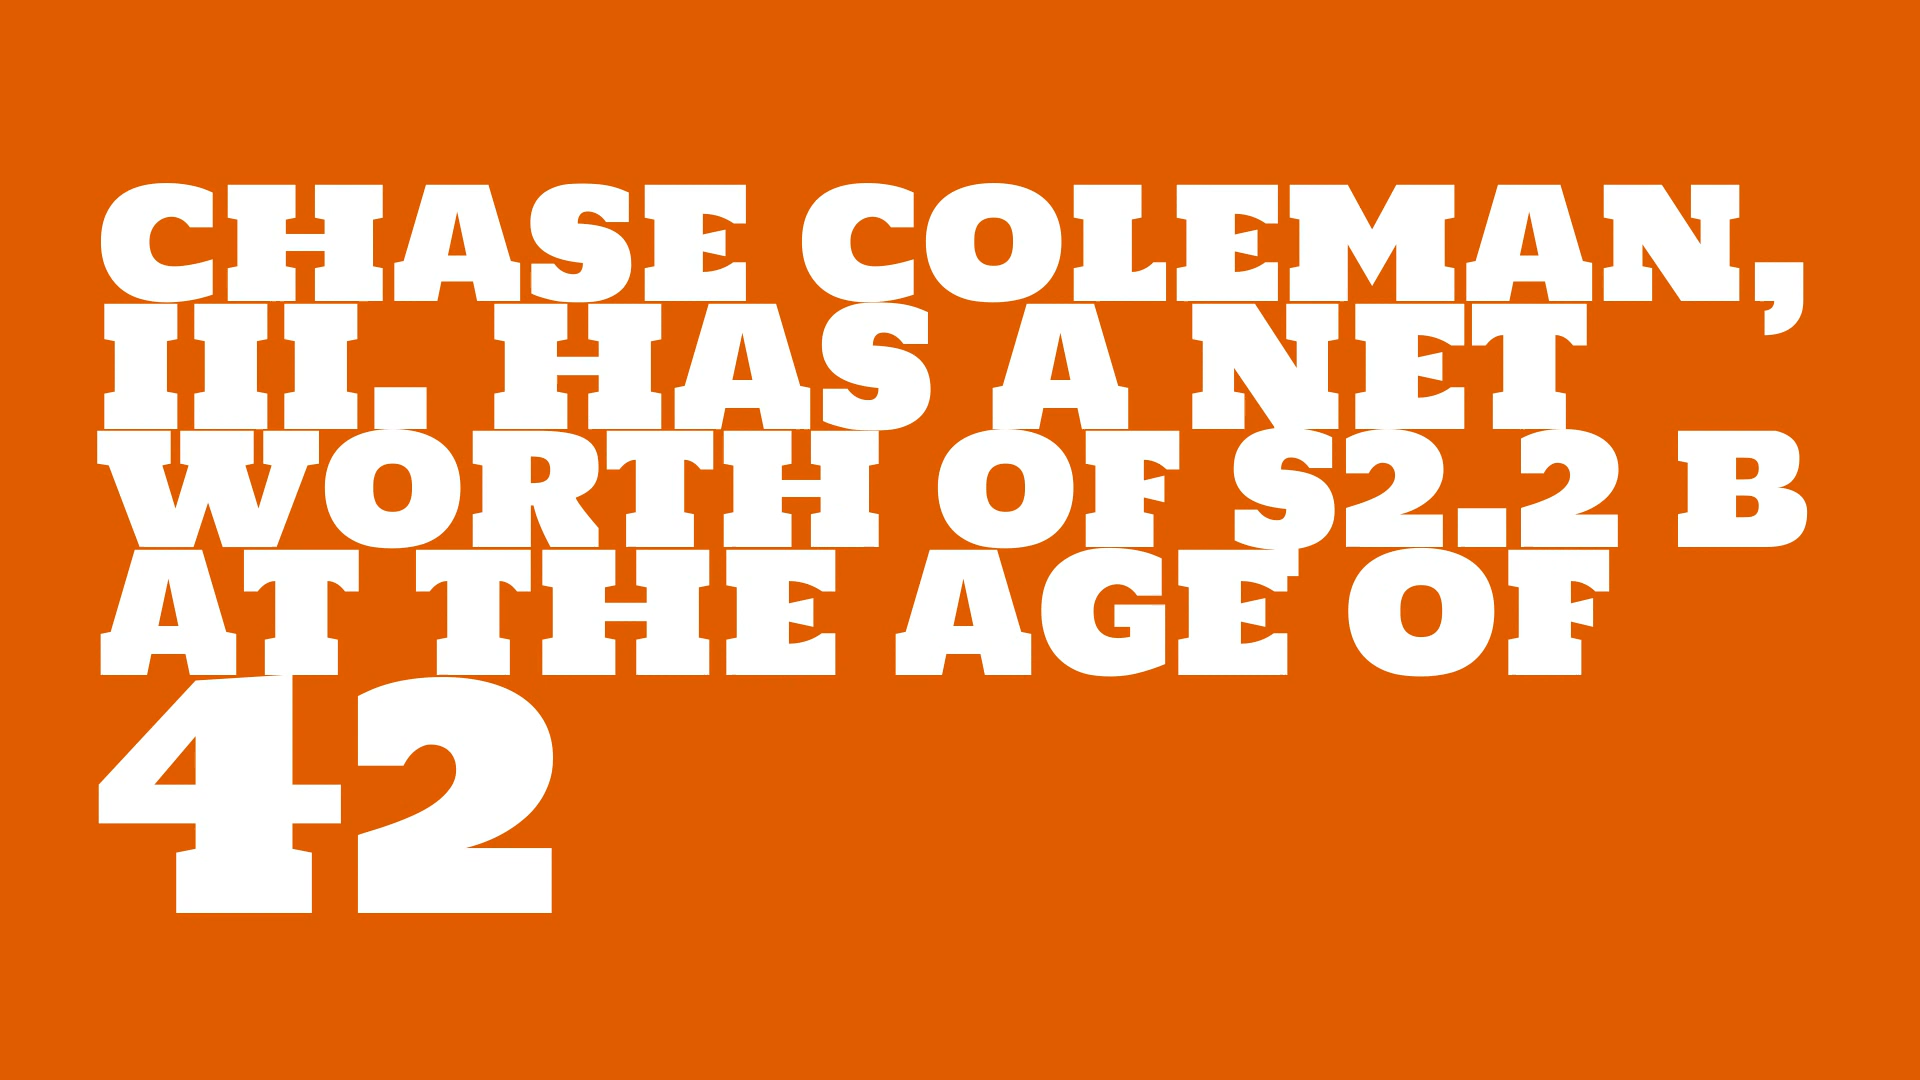 CHASE COLEMAN,
III. HAS A NET
WORTH OF $2.2 B
AT THE AGE OF
42